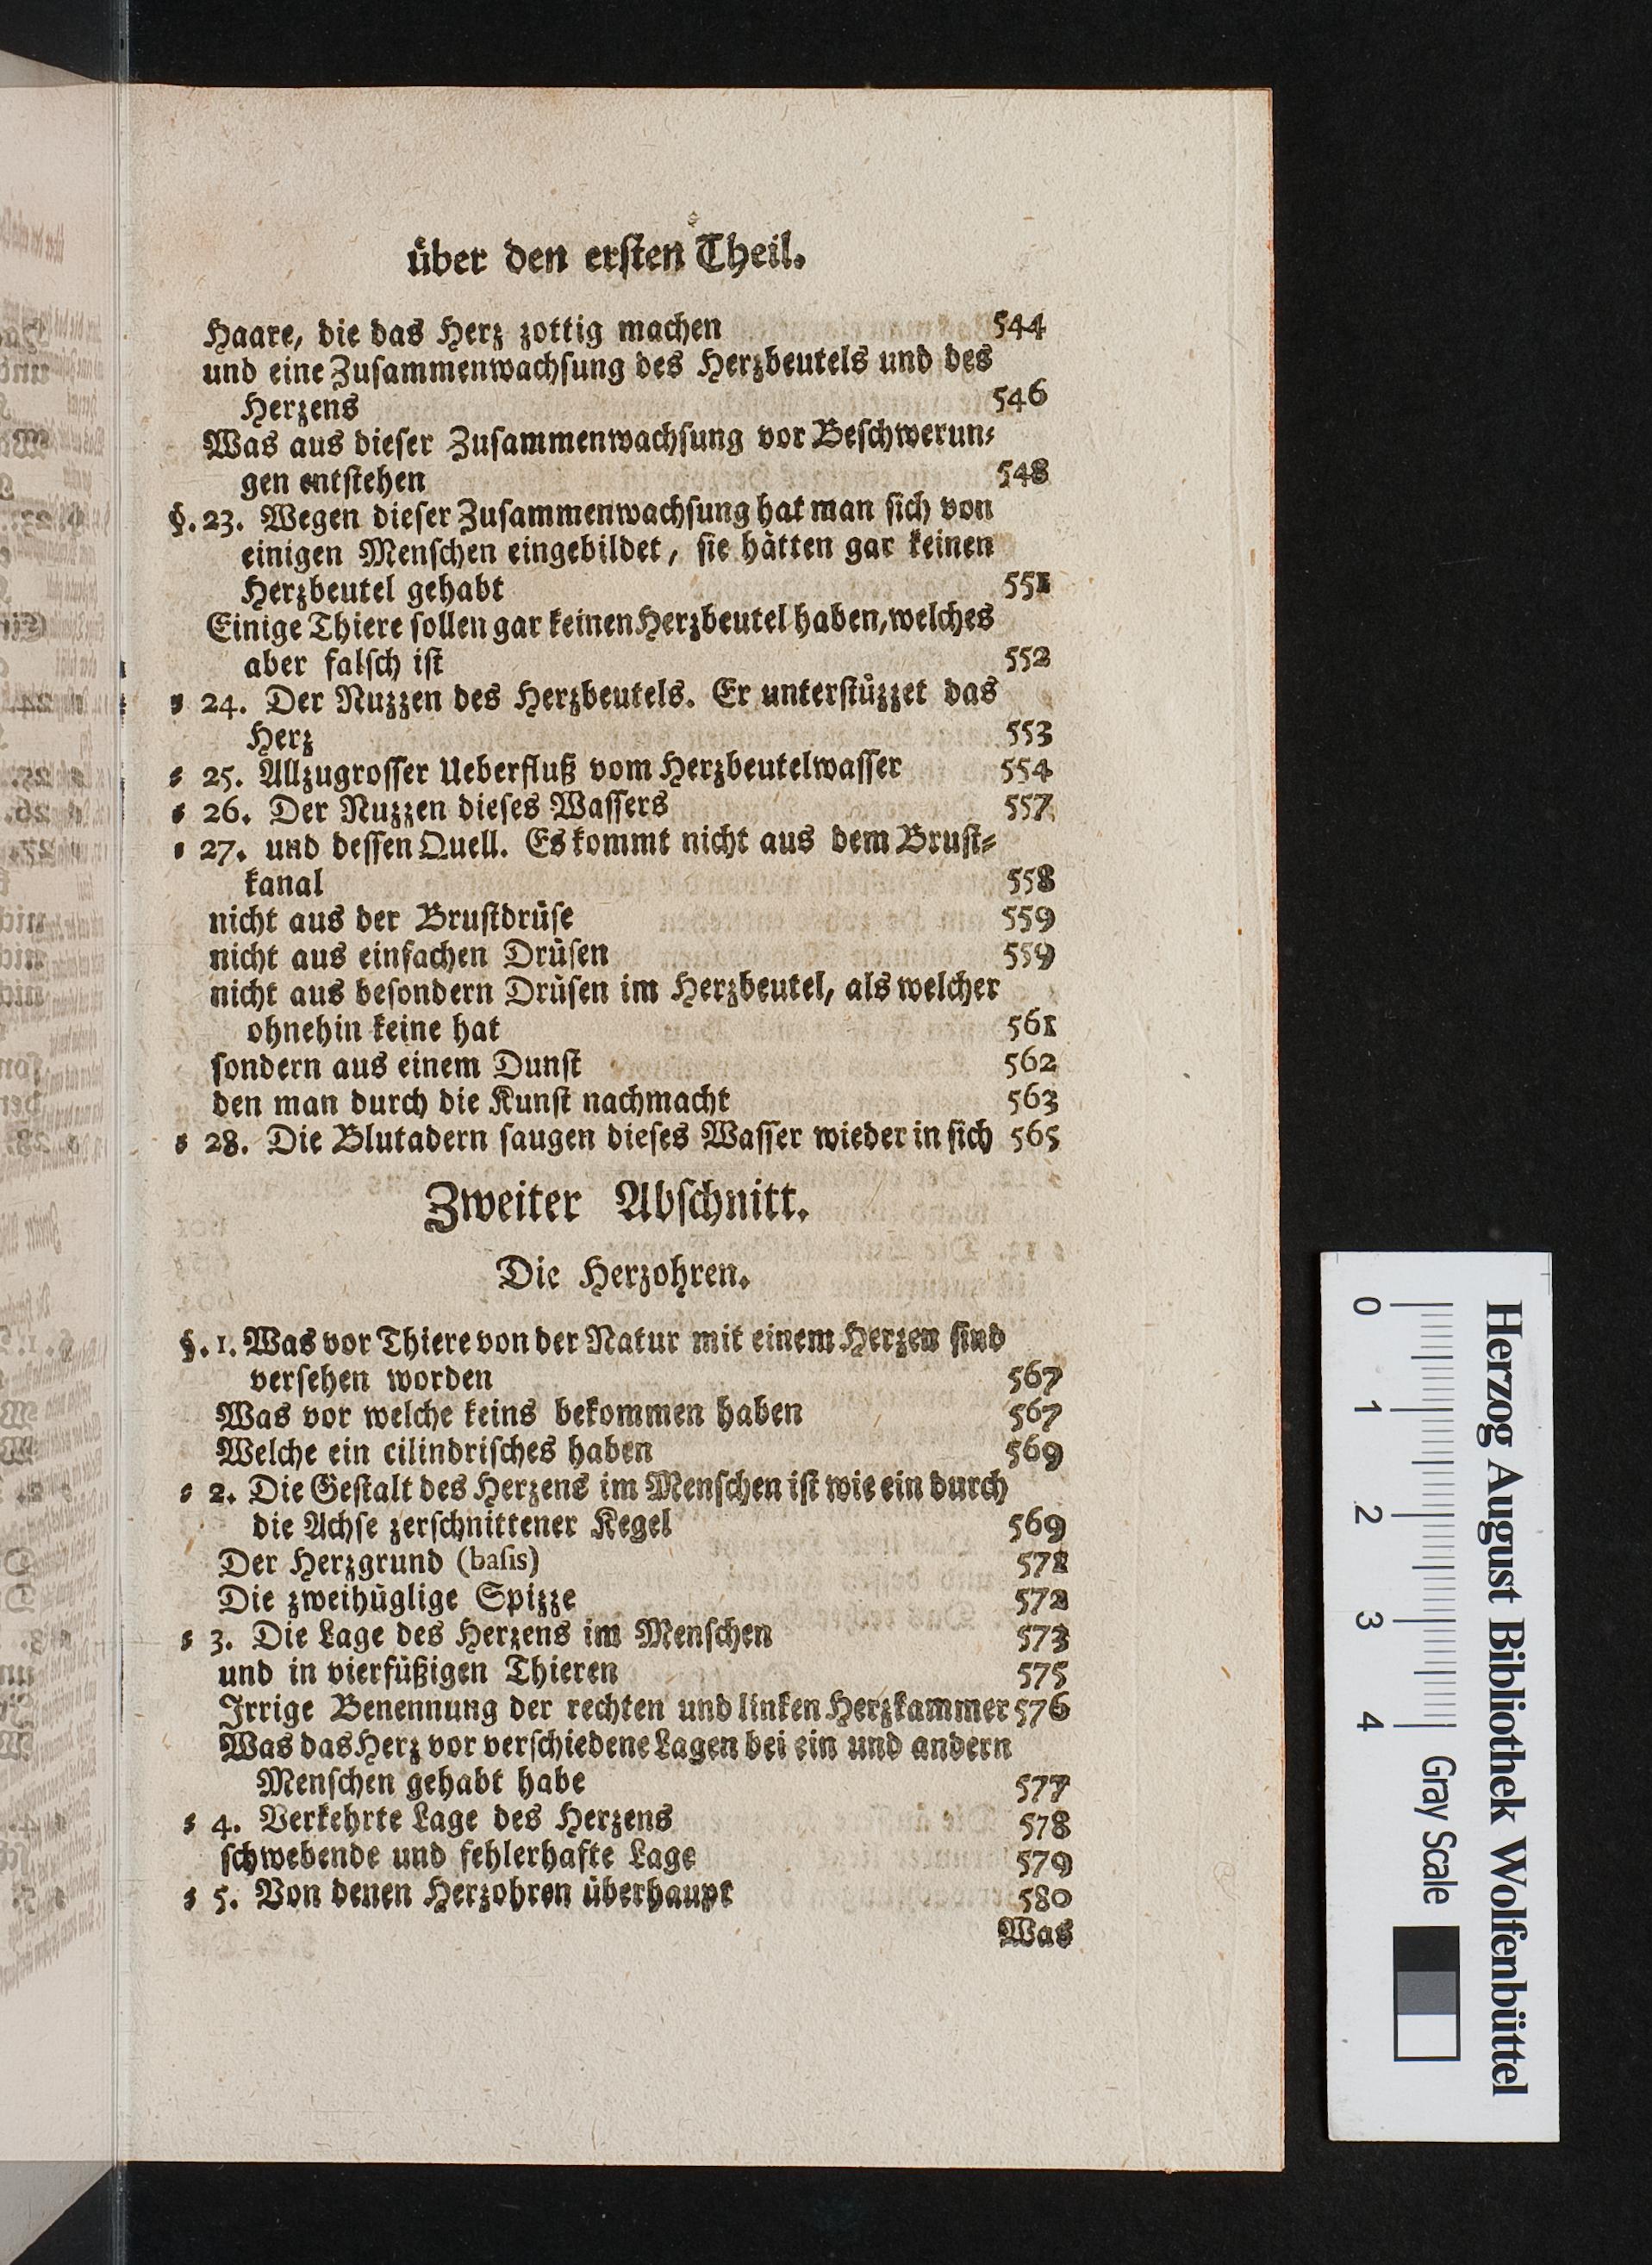 über den ersten Theil.
Haare, die das Herz zottig machen 544
und eine Zusammenwachsung des Herzbeutels und des
Herzens 546
Was aus dieser Zusammenwachsung vor Beschwerun⸗
gen entstehen 548
§. 23. Wegen dieser Zusammenwachsung hat man sich von
einigen Menschen eingebildet, sie hätten gar keinen
Herzbeutel gehabt 551
Einige Thiere sollen gar keinen Herzbeutel haben, welches
aber falsch ist 552
⸗ 24. Der Nuzzen des Herzbeutels. Er unterstüzzet das
Herz 553
⸗ 25. Allzugrosser Ueberfluß vom Herzbeutelwasser 554
⸗ 26. Der Nuzzen dieses Wassers 557
⸗ 27. und dessen Quell. Es kommt nicht aus dem Brust⸗
kanal 558
nicht aus der Brustdrüse 559
nicht aus einfachen Drüsen 559
nicht aus besondern Drüsen im Herzbeutel, als welcher
ohnehin keine hat 561
sondern aus einem Dunst 562
den man durch die Kunst nachmacht 563
⸗ 28. Die Blutadern saugen dieses Wasser wieder in sich 565
Zweiter Abschnitt.
Die Herzohren.
§. 1. Was vor Thiere von der Natur mit einem Herzen sind
versehen worden 567
Was vor welche keins bekommen haben 567
Welche ein cilindrisches haben 569
⸗ 2. Die Gestalt des Herzens im Menschen ist wie ein durch
die Achse zerschnittener Kegel 569
Der Herzgrund (basis) 572
Die zweihüglige Spizze 572
⸗ 3. Die Lage des Herzens im Menschen 573
und in vierfüßigen Thieren 575
Irrige Benennung der rechten und linken Herzkammer 576
Was das Herz vor verschiedene Lagen bei ein und andern
Menschen gehabt habe 577
⸗ 4. Verkehrte Lage des Herzens 578
schwebende und fehlerhafte Lage 579
⸗ 5. Von denen Herzohren überhaupt 580
Was
Herzog August Bibliothek Wolfenbüttel
0 1 2 3 4 Gray Scale